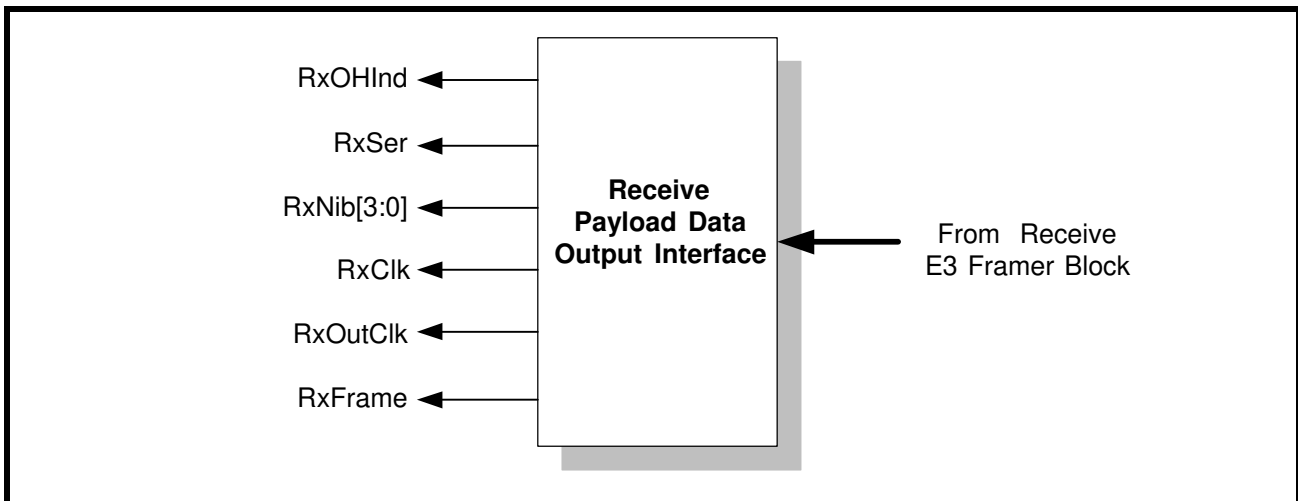 RxOHInd
RxSer
RxNib[3:0]
RxClk
RxOutClk
RxFrame
Receive
Payload Data
Output Interface
From Receive
E3 Framer Block